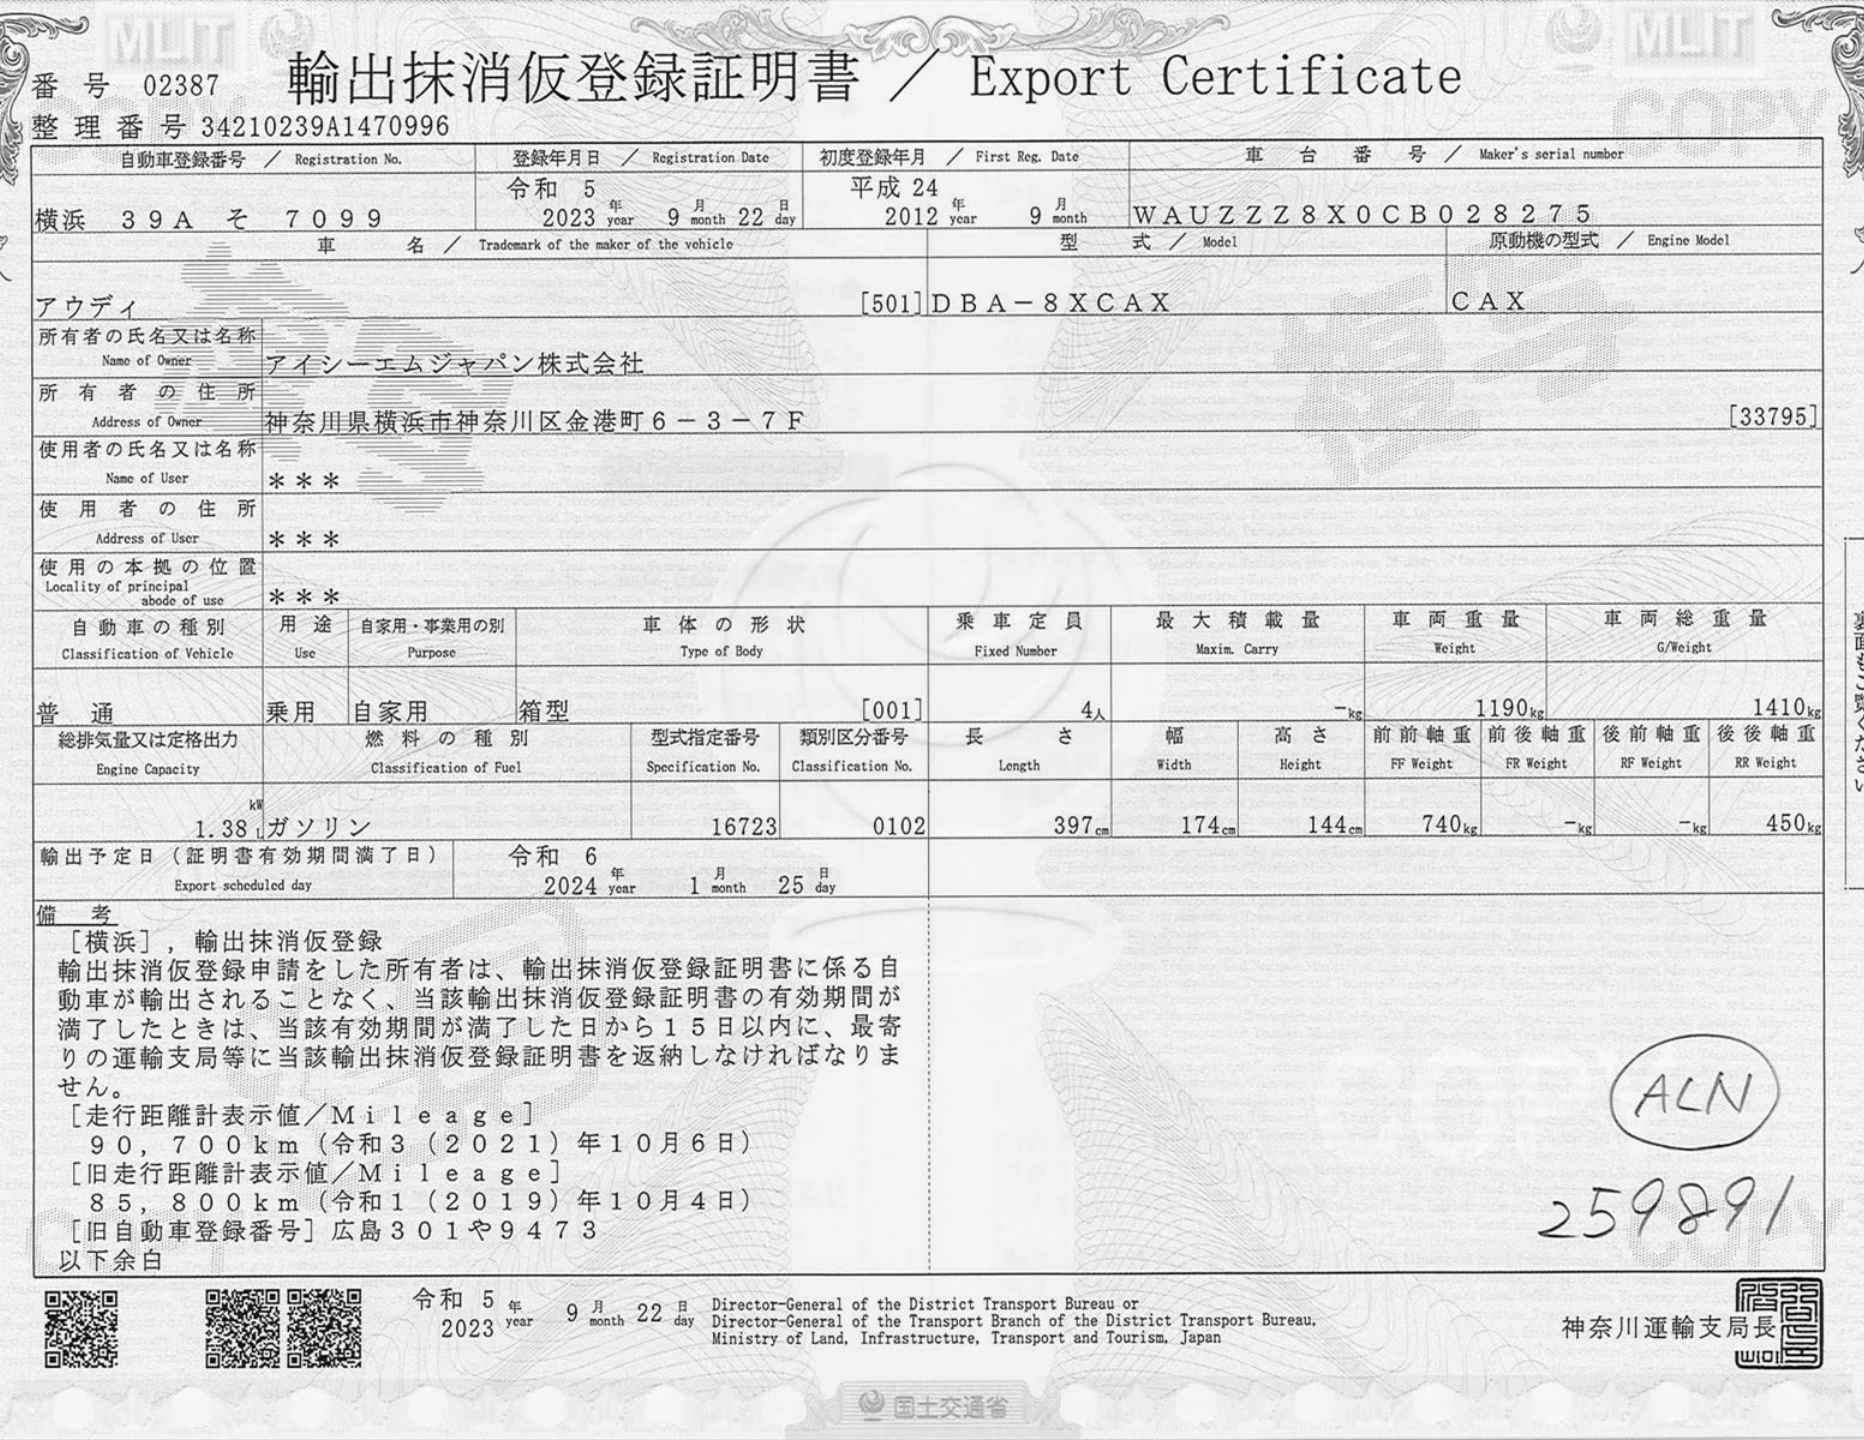 MLIT
MLIT
番号 02387
輸出抹消仮登録証明書 ／ Export Certificate
整理番号 34210239A1470996
自動車登録番号 ／ Registration No.
登録年月日 ／ Registration Date
初度登録年月 ／ First Reg. Date
車台番号 ／ Maker's serial number
横浜 39A そ 7099
令和 5
2023 年 year 9 月 month 22 日 day
平成 24
2012 年 year 9 月 month
WAUZZZ8X0CB028275
車名 ／ Trademark of the maker of the vehicle
型式 ／ Model
原動機の型式 ／ Engine Model
アウディ [501]
DBA－8XCAX
CAX
所有者の氏名又は名称
Name of Owner
アイシーエムジャパン株式会社
所有者の住所
Address of Owner
神奈川県横浜市神奈川区金港町６－３－７Ｆ [33795]
使用者の氏名又は名称
Name of User
＊＊＊
使用者の住所
Address of User
＊＊＊
使用の本拠の位置
Locality of principal
abode of use
＊＊＊
自動車の種別 用途 自家用・事業用の別 車体の形状 乗車定員 最大積載量 車両重量 車両総重量
Classification of Vehicle Use Purpose Type of Body Fixed Number Maxim. Carry Weight G/Weight
普通 乗用 自家用 箱型 [001] 4人 －kg 1190kg 1410kg
総排気量又は定格出力 燃料の種別 型式指定番号 類別区分番号 長さ 幅 高さ 前前軸重 前後軸重 後前軸重 後後軸重
Engine Capacity Classification of Fuel Specification No. Classification No. Length Width Height FF Weight FR Weight RF Weight RR Weight
kW
1.38 L ガソリン 16723 0102 397cm 174cm 144cm 740kg －kg －kg 450kg
輸出予定日（証明書有効期間満了日）
Export scheduled day
令和 6
2024 年 year 1 月 month 25 日 day
備考
［横浜］，輸出抹消仮登録
輸出抹消仮登録申請をした所有者は、輸出抹消仮登録証明書に係る自
動車が輸出されることなく、当該輸出抹消仮登録証明書の有効期間が
満了したときは、当該有効期間が満了した日から１５日以内に、最寄
りの運輸支局等に当該輸出抹消仮登録証明書を返納しなければなりま
せん。
［走行距離計表示値／Ｍｉｌｅａｇｅ］
９０，７００ｋｍ（令和３（２０２１）年１０月６日）
［旧走行距離計表示値／Ｍｉｌｅａｇｅ］
８５，８００ｋｍ（令和１（２０１９）年１０月４日）
［旧自動車登録番号］広島３０１や９４７３
以下余白
ALN
259891
裏面もご覧ください
令和 5
2023 年 year 9 月 month 22 日 day
Director-General of the District Transport Bureau or
Director-General of the Transport Branch of the District Transport Bureau,
Ministry of Land, Infrastructure, Transport and Tourism, Japan
神奈川運輸支局長
国土交通省